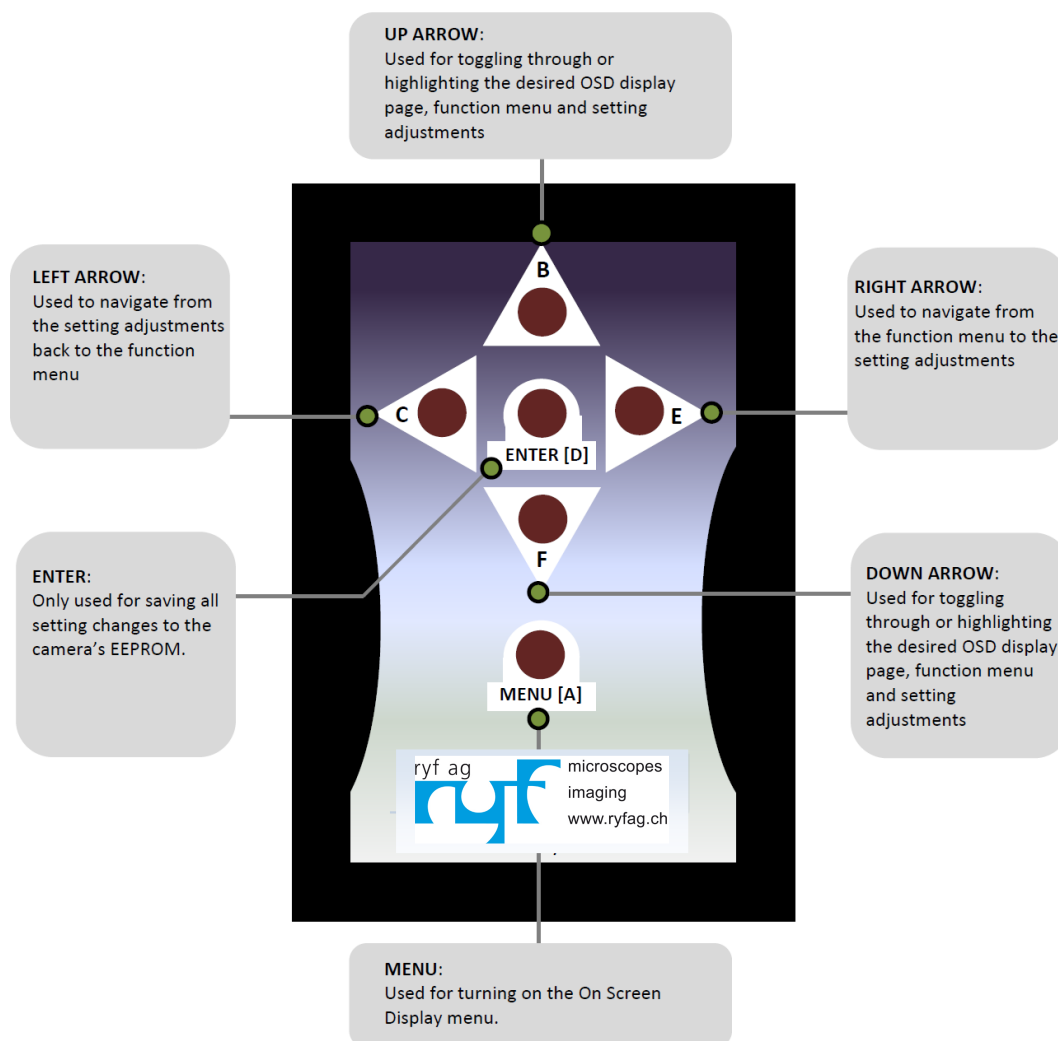 UP ARROW:
Used for toggling through or
highlighting the desired OSD display
page, function menu and setting
adjustments
LEFT ARROW:
Used to navigate from
the setting adjustments
back to the function
menu
RIGHT ARROW:
Used to navigate from
the function menu to the
setting adjustments
B
C
E
ENTER [D]
F
ENTER:
Only used for saving all
setting changes to the
camera's EEPROM.
DOWN ARROW:
Used for toggling
through or highlighting
the desired OSD display
page, function menu
and setting
adjustments
MENU [A]
ryf ag
ryf
microscopes
imaging
www.ryfag.ch
MENU:
Used for turning on the On Screen
Display menu.